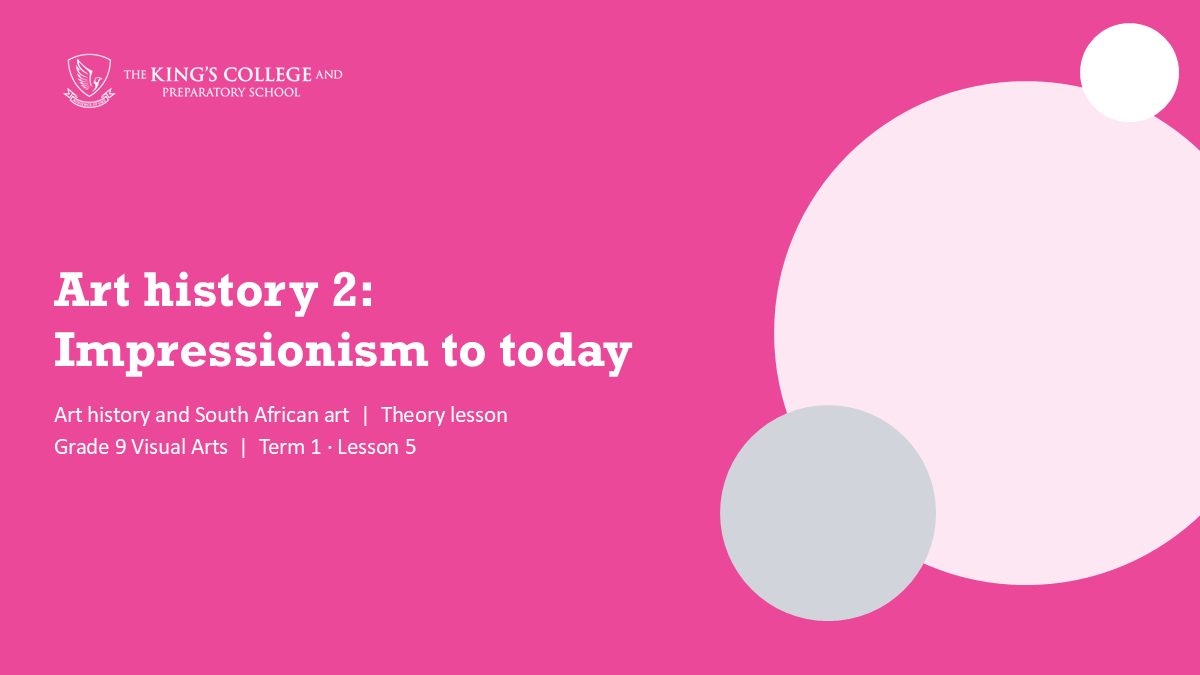 THE KING'S COLLEGE AND
PREPARATORY SCHOOL
Art history 2:
Impressionism to today
Art history and South African art | Theory lesson
Grade 9 Visual Arts | Term 1 · Lesson 5